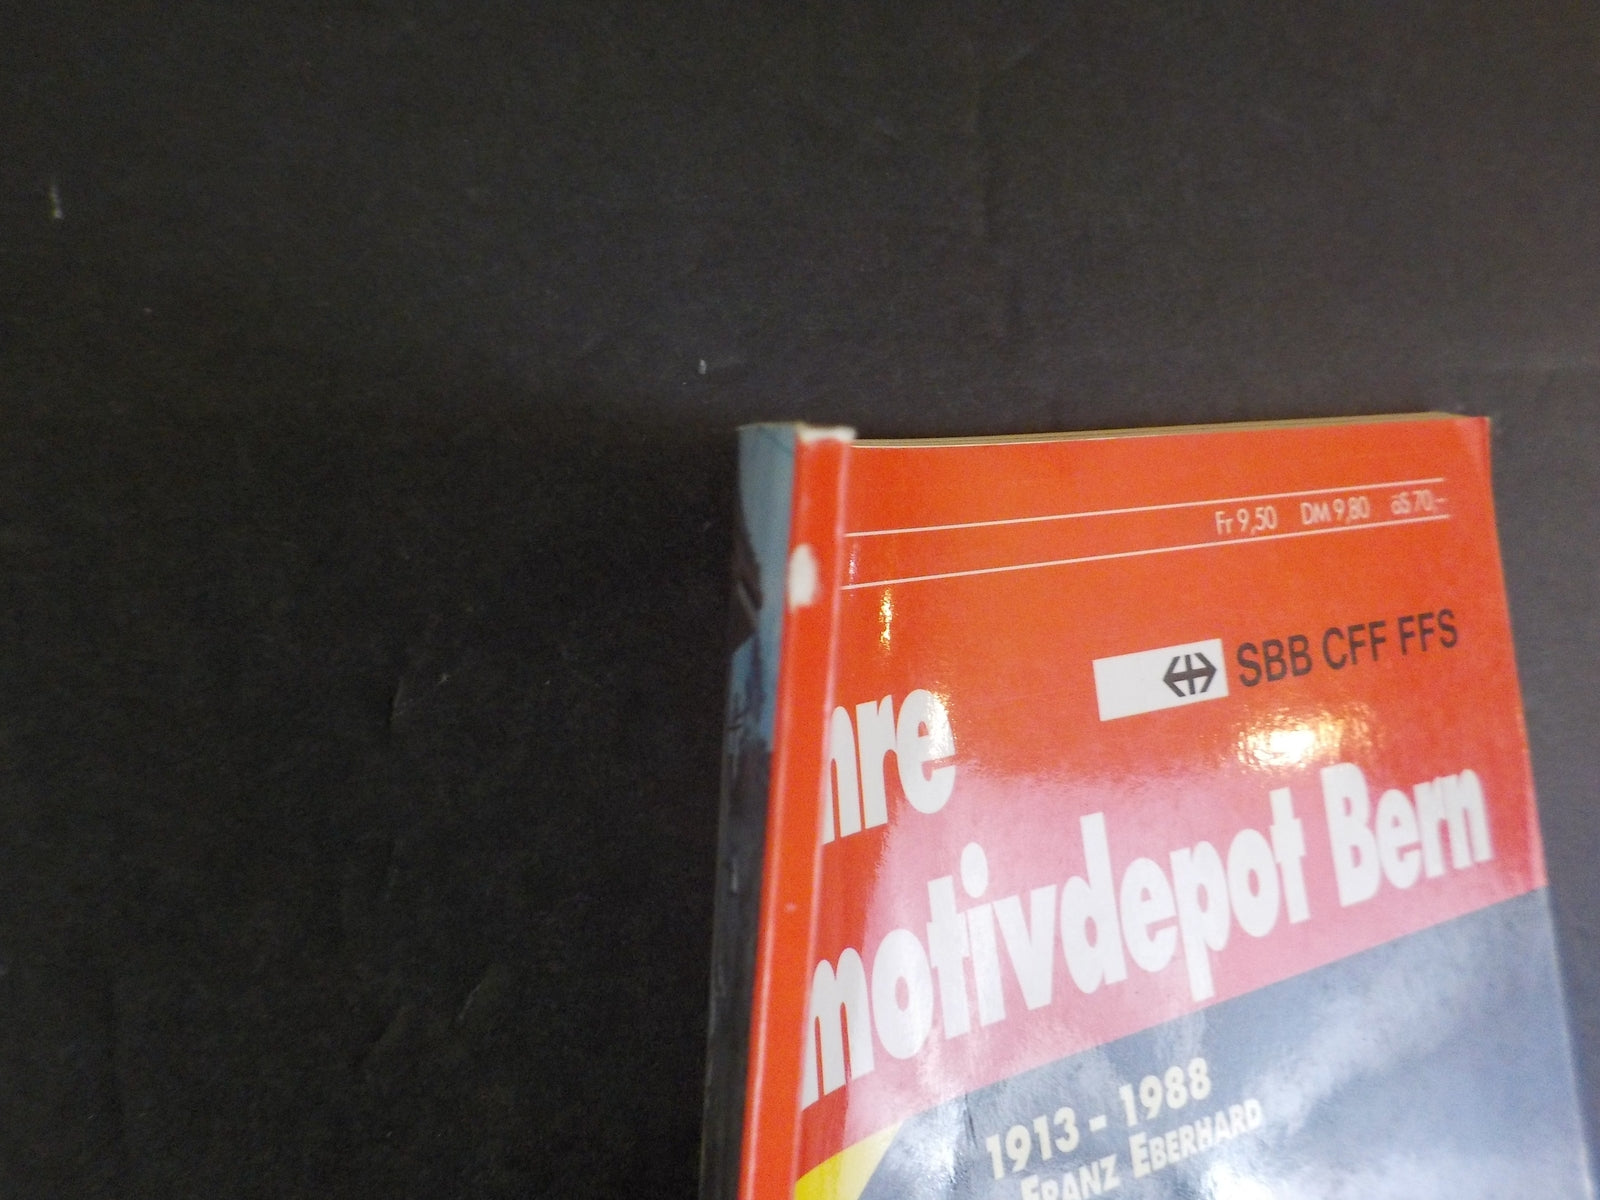 Fr 9,50 DM 9,80 öS 70,-
SBB CFF FFS
hre
motivdepot Bern
1913 - 1988
FRANZ EBERHARD